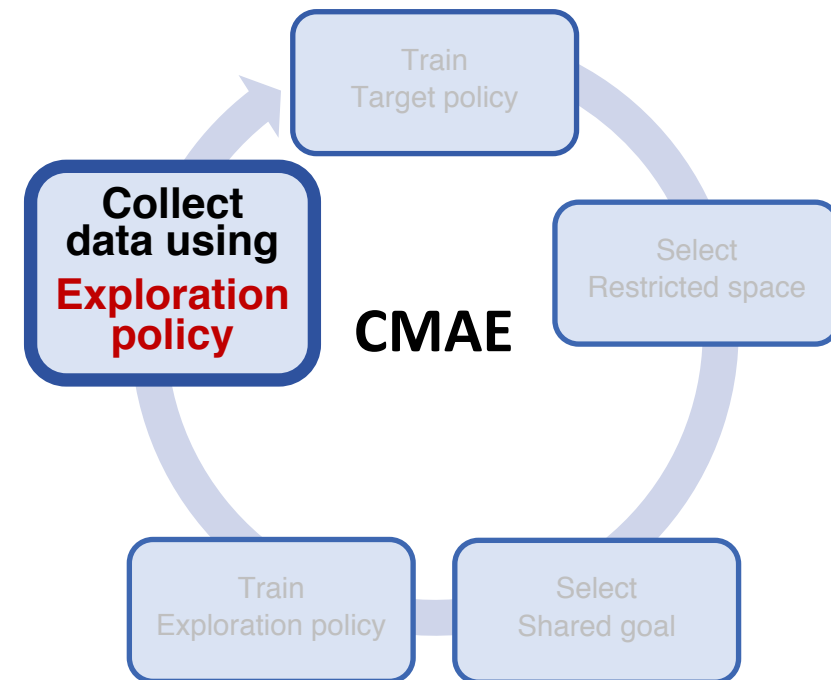 Train
Target policy
Collect
data using
Exploration
policy
Select
Restricted space
CMAE
Train
Exploration policy
Select
Shared goal